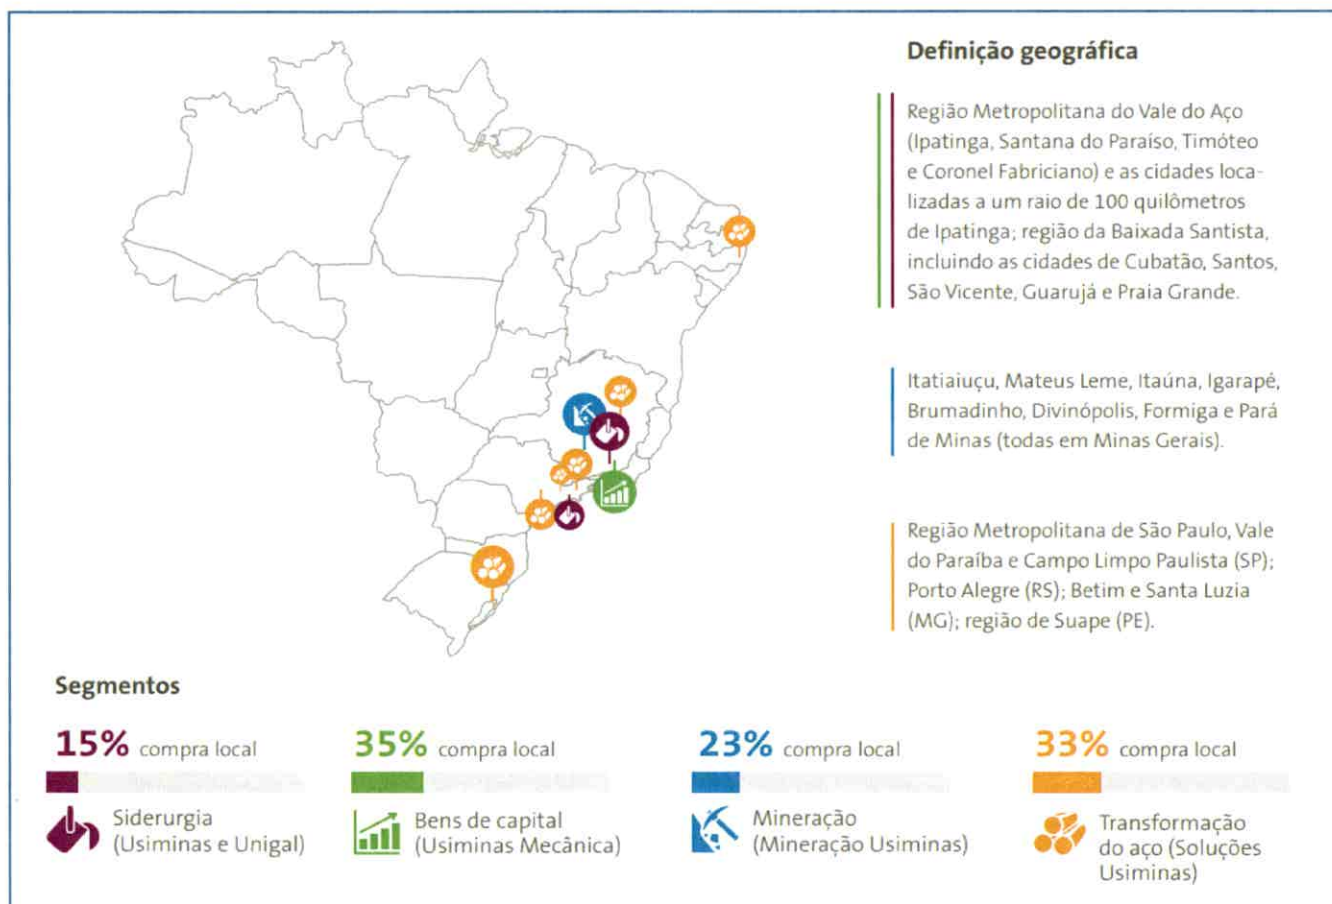 Definição geográfica
Região Metropolitana do Vale do Aço
(Ipatinga, Santana do Paraíso, Timóteo
e Coronel Fabriciano) e as cidades loca-
lizadas a um raio de 100 quilômetros
de Ipatinga; região da Baixada Santista,
incluindo as cidades de Cubatão, Santos,
São Vicente, Guarujá e Praia Grande.
Itatiaiuçu, Mateus Leme, Itaúna, Igarapé,
Brumadinho, Divinópolis, Formiga e Pará
de Minas (todas em Minas Gerais).
Região Metropolitana de São Paulo, Vale
do Paraíba e Campo Limpo Paulista (SP);
Porto Alegre (RS); Betim e Santa Luzia
(MG); região de Suape (PE).
Segmentos
15% compra local
Siderurgia
(Usiminas e Unigal)
35% compra local
Bens de capital
(Usiminas Mecânica)
23% compra local
Mineração
(Mineração Usiminas)
33% compra local
Transformação
do aço (Soluções
Usiminas)